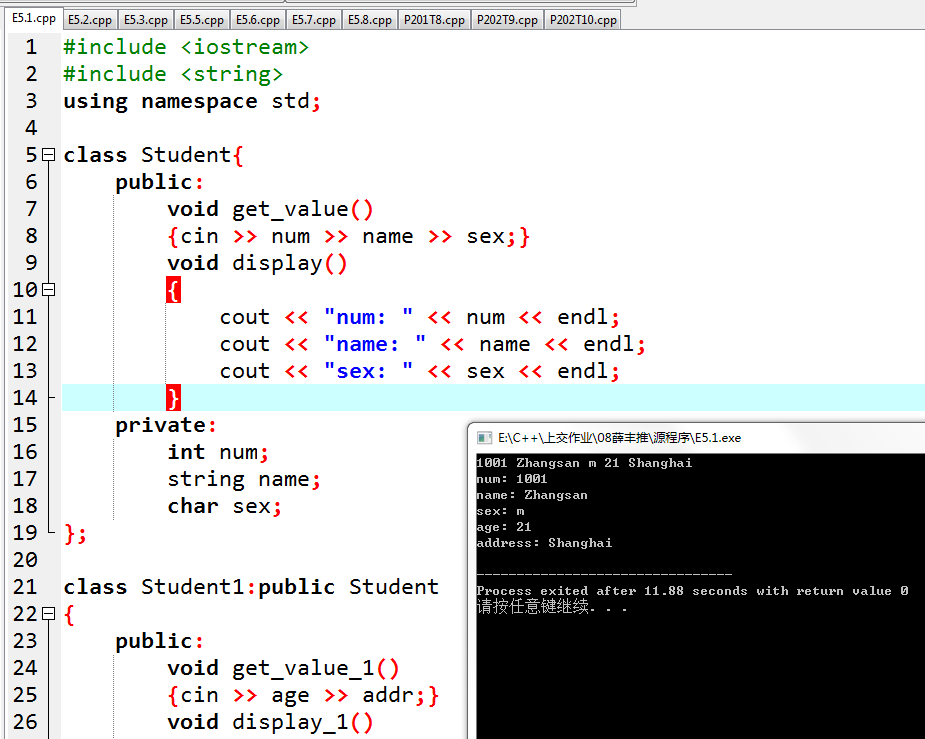 E5.1.cpp E5.2.cpp E5.3.cpp E5.5.cpp E5.6.cpp E5.7.cpp E5.8.cpp P201T8.cpp P202T9.cpp P202T10.cpp
1 #include <iostream>
2 #include <string>
3 using namespace std;
4
5 class Student{
6 public:
7 void get_value()
8 {cin >> num >> name >> sex;}
9 void display()
10 {
11 cout << "num: " << num << endl;
12 cout << "name: " << name << endl;
13 cout << "sex: " << sex << endl;
14 }
15 private:
16 int num;
17 string name;
18 char sex;
19 };
20
21 class Student1:public Student
22 {
23 public:
24 void get_value_1()
25 {cin >> age >> addr;}
26 void display_1()
E:\C++\上交作业\08薛丰推\源程序\E5.1.exe
1001 Zhangsan m 21 Shanghai
num: 1001
name: Zhangsan
sex: m
age: 21
address: Shanghai
--------------------------------
Process exited after 11.88 seconds with return value 0
请按任意键继续. . .